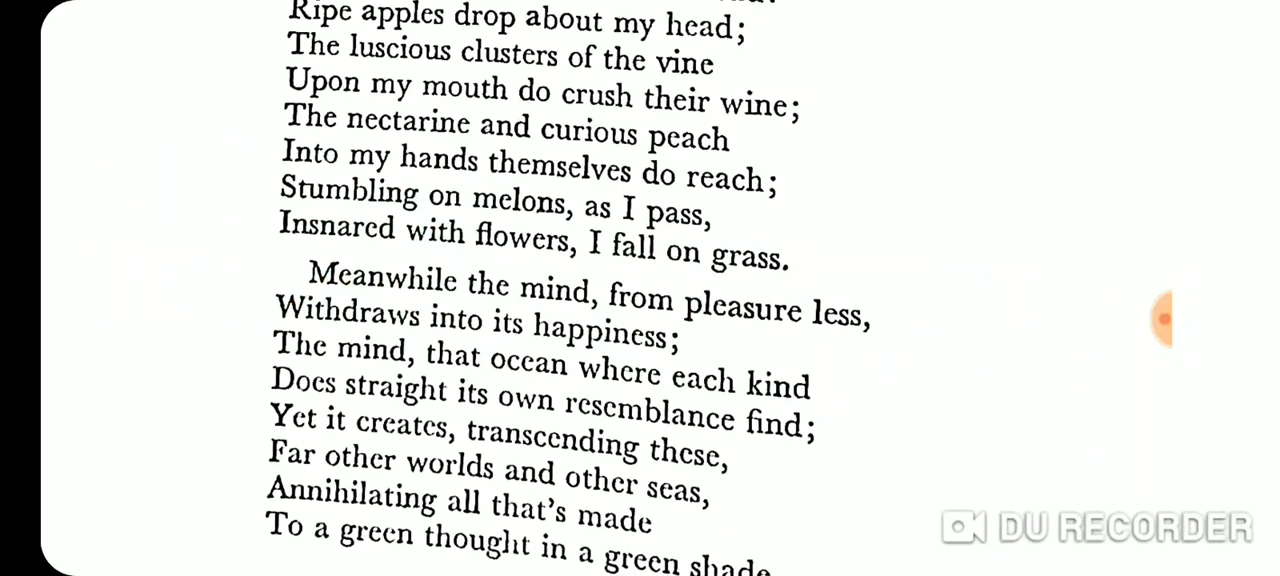 Ripe apples drop about my head;
The luscious clusters of the vine
Upon my mouth do crush their wine;
The nectarine and curious peach
Into my hands themselves do reach;
Stumbling on melons, as I pass,
Insnared with flowers, I fall on grass.
Meanwhile the mind, from pleasure less,
Withdraws into its happiness;
The mind, that ocean where each kind
Does straight its own resemblance find;
Yet it creates, transcending these,
Far other worlds and other seas,
Annihilating all that's made
To a green thought in a green shade
DU RECORDER